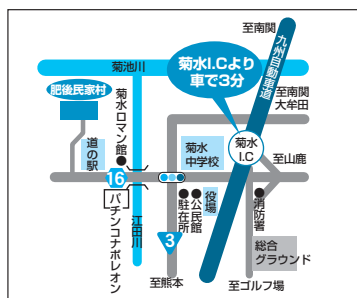 至南関
菊池川
菊水I.Cより
車で3分
九州自動車道
肥後民家村
至南関
大牟田
菊水ロマン館
道の駅
菊水
中学校
菊水
I.C
至山鹿
16
役場
公民館
駐在所
消防署
パチンコナポレオン
江田川
3
総合
グラウンド
至熊本
至ゴルフ場